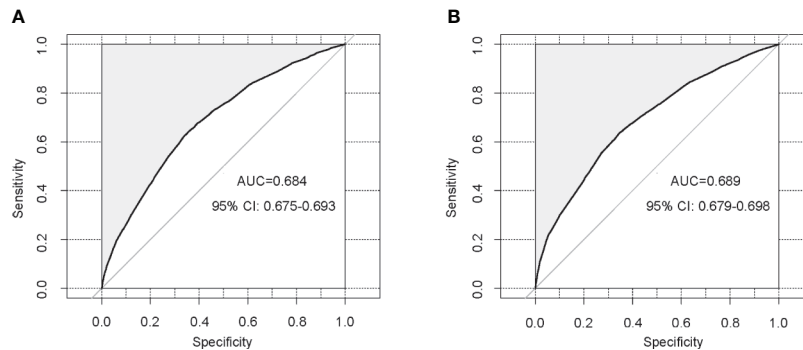 A
Sensitivity
1.0
0.8
0.6
0.4
0.2
0.0
AUC=0.684
95% CI: 0.675-0.693
0.0 0.2 0.4 0.6 0.8 1.0
Specificity
B
Sensitivity
1.0
0.8
0.6
0.4
0.2
0.0
AUC=0.689
95% CI: 0.679-0.698
0.0 0.2 0.4 0.6 0.8 1.0
Specificity